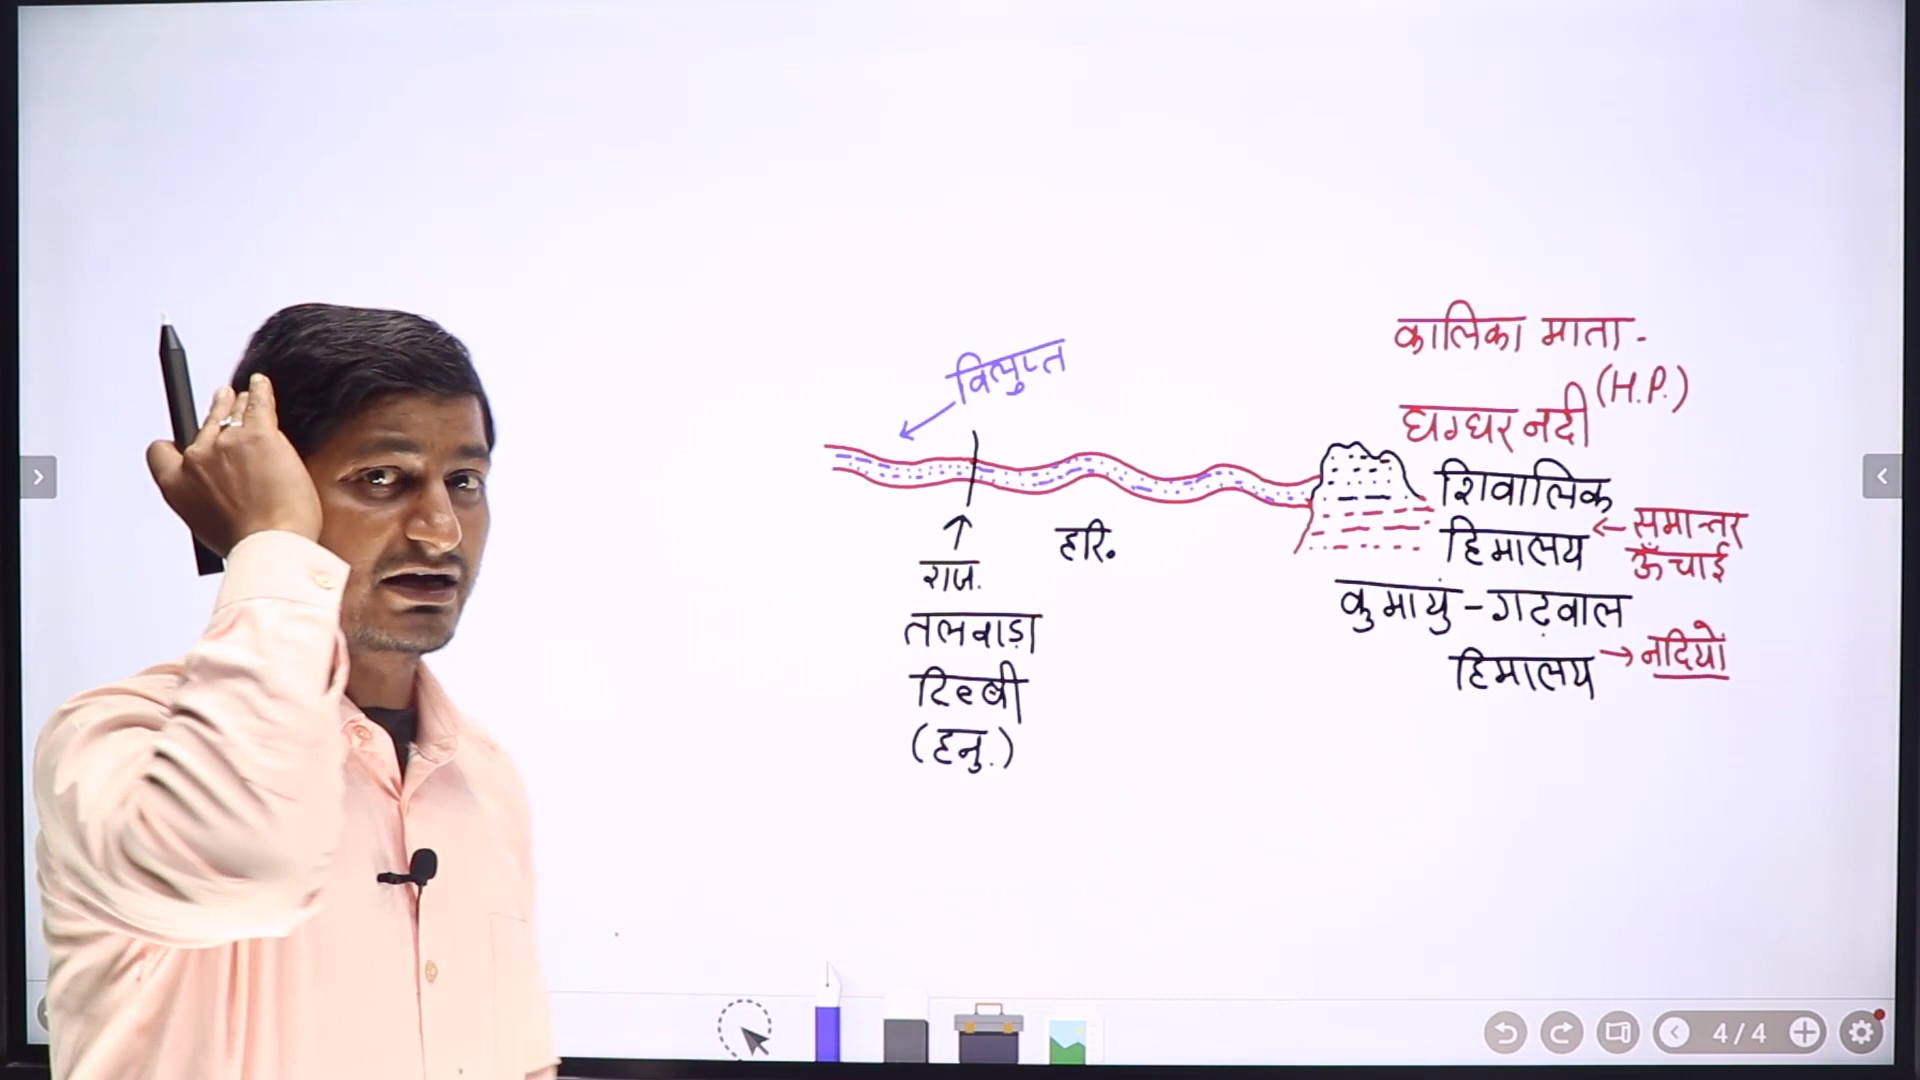 कालिका माता -
(H.P.)
घग्घर नदी
विलुप्त
शिवालिक
हिमालय ← समान्तर
ऊँचाई
हरि.
राज.
तलवाड़ा
टिब्बी
(हनु.)
कुमायुं - गढ़वाल
हिमालय → नदियों
4/4